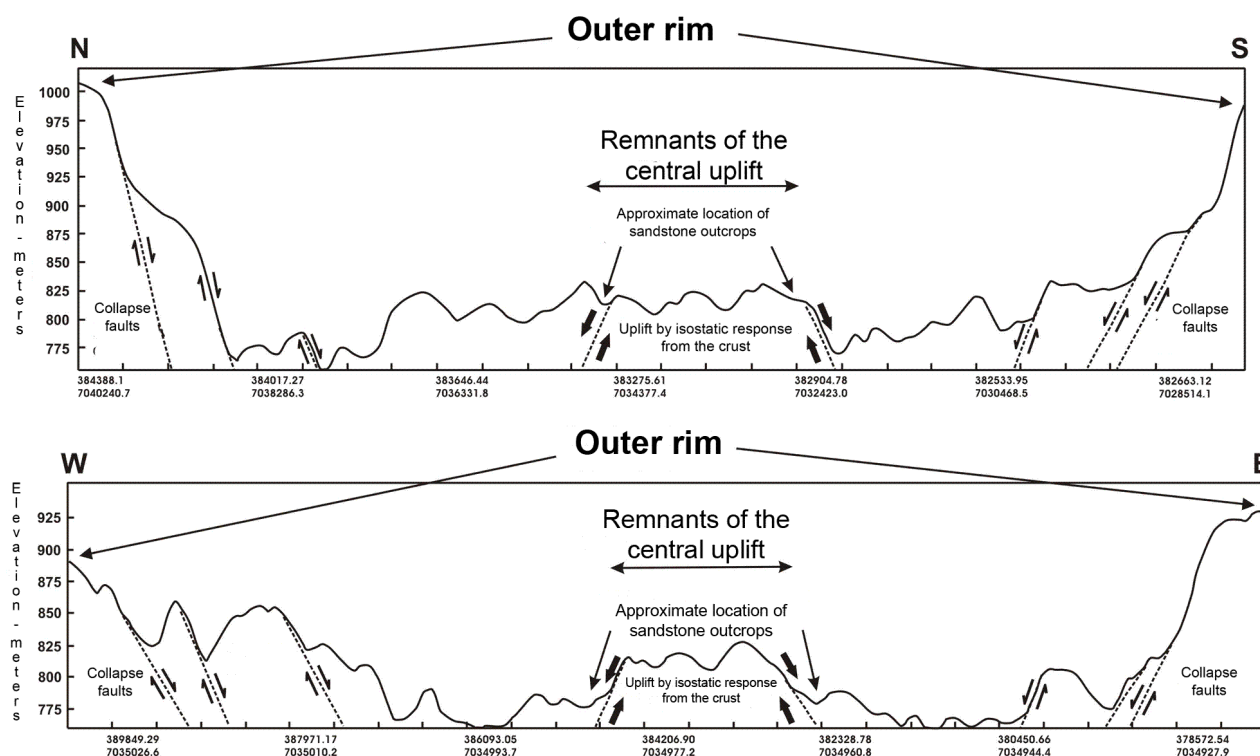 Outer rim
N
S
Elevation - meters
1000
975
950
925
900
875
850
825
800
775
Remnants of the
central uplift
Approximate location of
sandstone outcrops
Collapse
faults
Uplift by isostatic response
from the crust
Collapse
faults
384388.1 384017.27 383646.44 383275.61 382904.78 382533.95 382663.12
7040240.7 7038286.3 7036331.8 7034377.4 7032423.0 7030468.5 7028514.1
Outer rim
W
E
Elevation - meters
925
900
875
850
825
800
775
Remnants of the
central uplift
Approximate location of
sandstone outcrops
Collapse
faults
Uplift by isostatic response
from the crust
Collapse
faults
389849.29 387971.17 386093.05 384206.90 382328.78 380450.66 378572.54
7035026.6 7035010.2 7034993.7 7034977.2 7034960.8 7034944.4 7034927.9